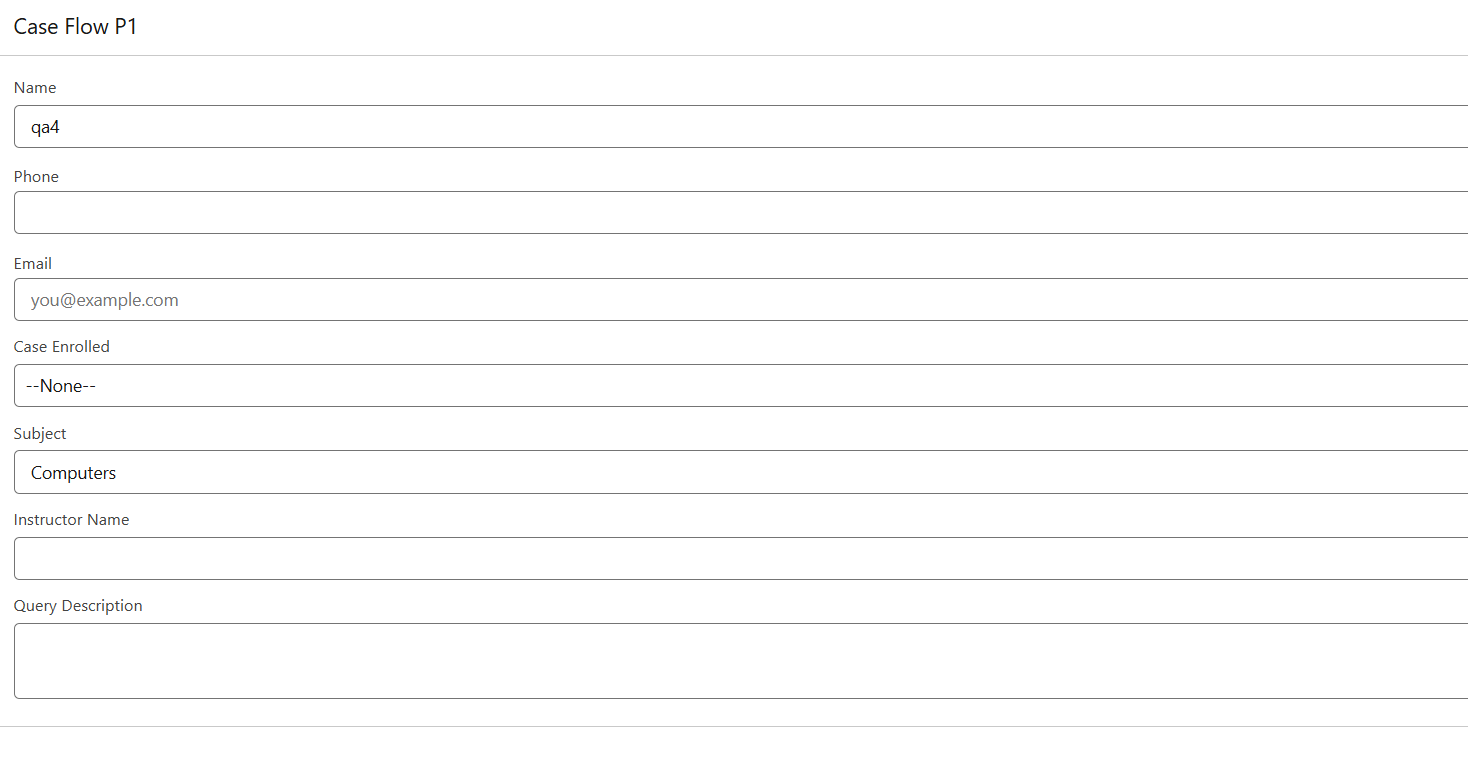 Case Flow P1
Name
qa4
Phone
Email
you@example.com
Case Enrolled
--None--
Subject
Computers
Instructor Name
Query Description